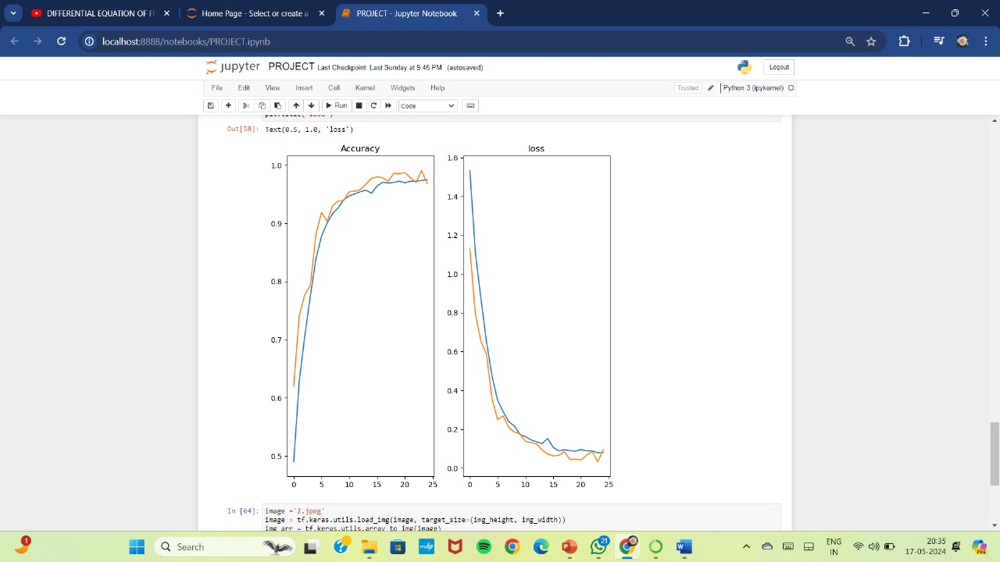 DIFFERENTIAL EQUATION OF FI
Home Page - Select or create a
PROJECT - Jupyter Notebook
localhost:8888/notebooks/PROJECT.ipynb
jupyter PROJECT Last Checkpoint: Last Sunday at 9:45 PM (autosaved)
Logout
File Edit View Insert Cell Kernel Widgets Help
Trusted Python 3 (ipykernel)
Run Code
Out[58]: Text(0.5, 1.0, 'loss')
Accuracy
1.0
0.9
0.8
0.7
0.6
0.5
0 5 10 15 20 25
loss
1.6
1.4
1.2
1.0
0.8
0.6
0.4
0.2
0.0
0 5 10 15 20 25
In [64]: image ='2.jpeg'
image = tf.keras.utils.load_img(image, target_size=(img_height, img_width))
img_arr = tf.keras.utils.array_to_img(image)
1
Search
myhp
21
ENG
IN
20:35
17-05-2024
PRE